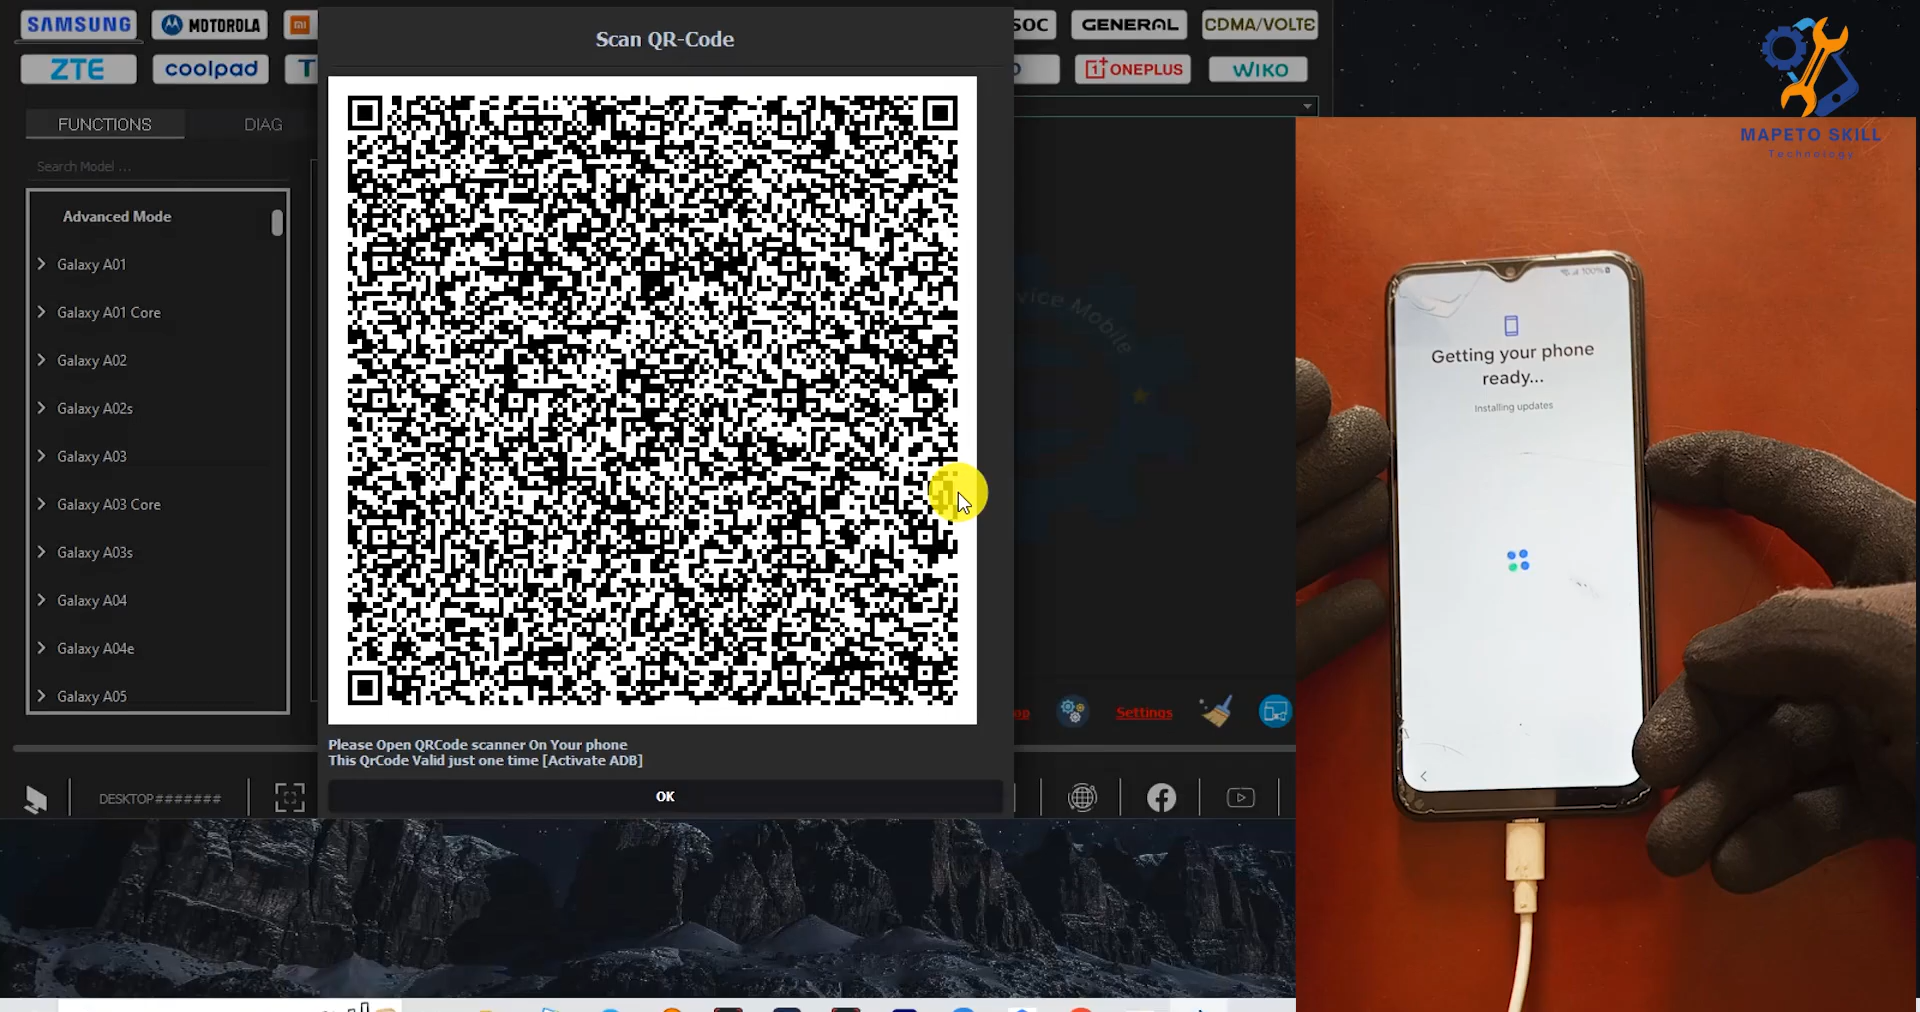 SAMSUNG
MOTOROLA
SOC
GENERAL
CDMA/VOLTE
ZTE
coolpad
ONEPLUS
WIKO
FUNCTIONS
DIAG
Search Model ...
Advanced Mode
Galaxy A01
Galaxy A01 Core
Galaxy A02
Galaxy A02s
Galaxy A03
Galaxy A03 Core
Galaxy A03s
Galaxy A04
Galaxy A04e
Galaxy A05
DESKTOP#######
Scan QR-Code
Please Open QRCode scanner On Your phone
This QrCode Valid just one time [Activate ADB]
OK
vice Mobile
Settings
MAPETO SKILL
Technology
100%
Getting your phone
ready...
Installing updates